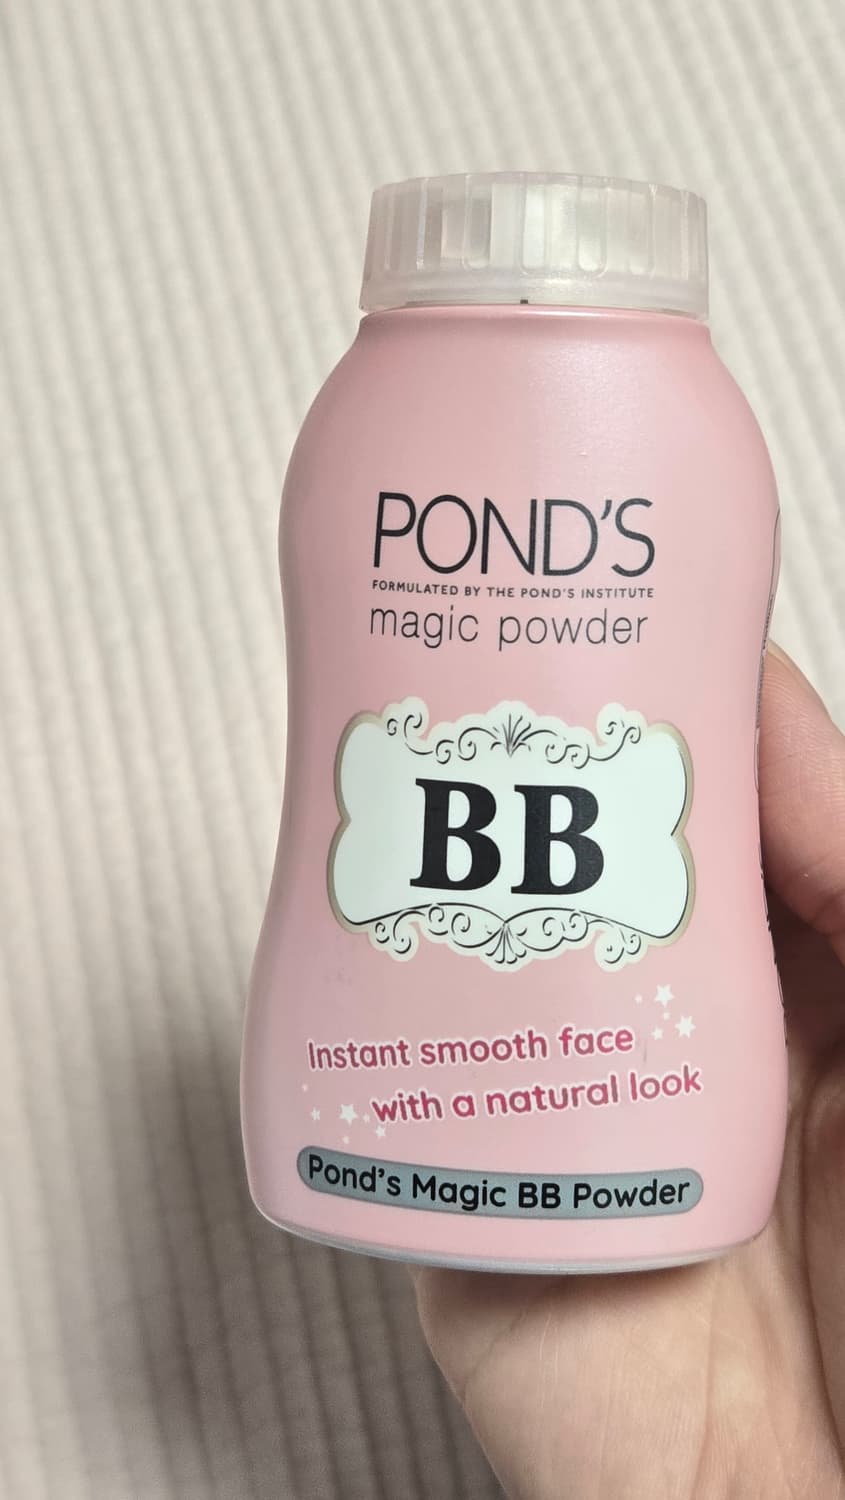 POND'S
FORMULATED BY THE POND'S INSTITUTE
magic powder
BB
Instant smooth face
with a natural look
Pond's Magic BB Powder